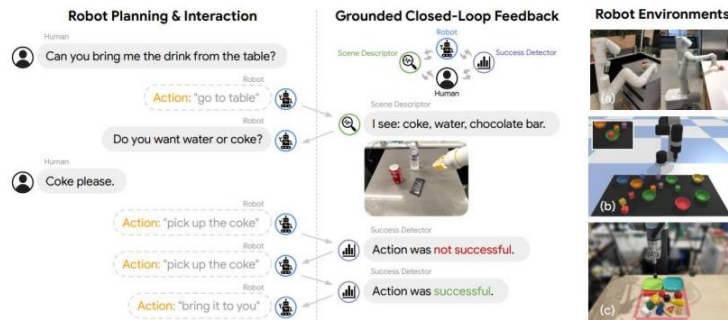 Robot Planning & Interaction
Human
Can you bring me the drink from the table?
Robot
Action: "go to table"
Robot
Do you want water or coke?
Human
Coke please.
Robot
Action: "pick up the coke"
Robot
Action: "pick up the coke"
Robot
Action: "bring it to you"
Grounded Closed-Loop Feedback
Robot
Scene Descriptor
Success Detector
Human
Scene Descriptor
I see: coke, water, chocolate bar.
Success Detector
Action was not successful.
Success Detector
Action was successful.
Robot Environments
(a)
(b)
(c)